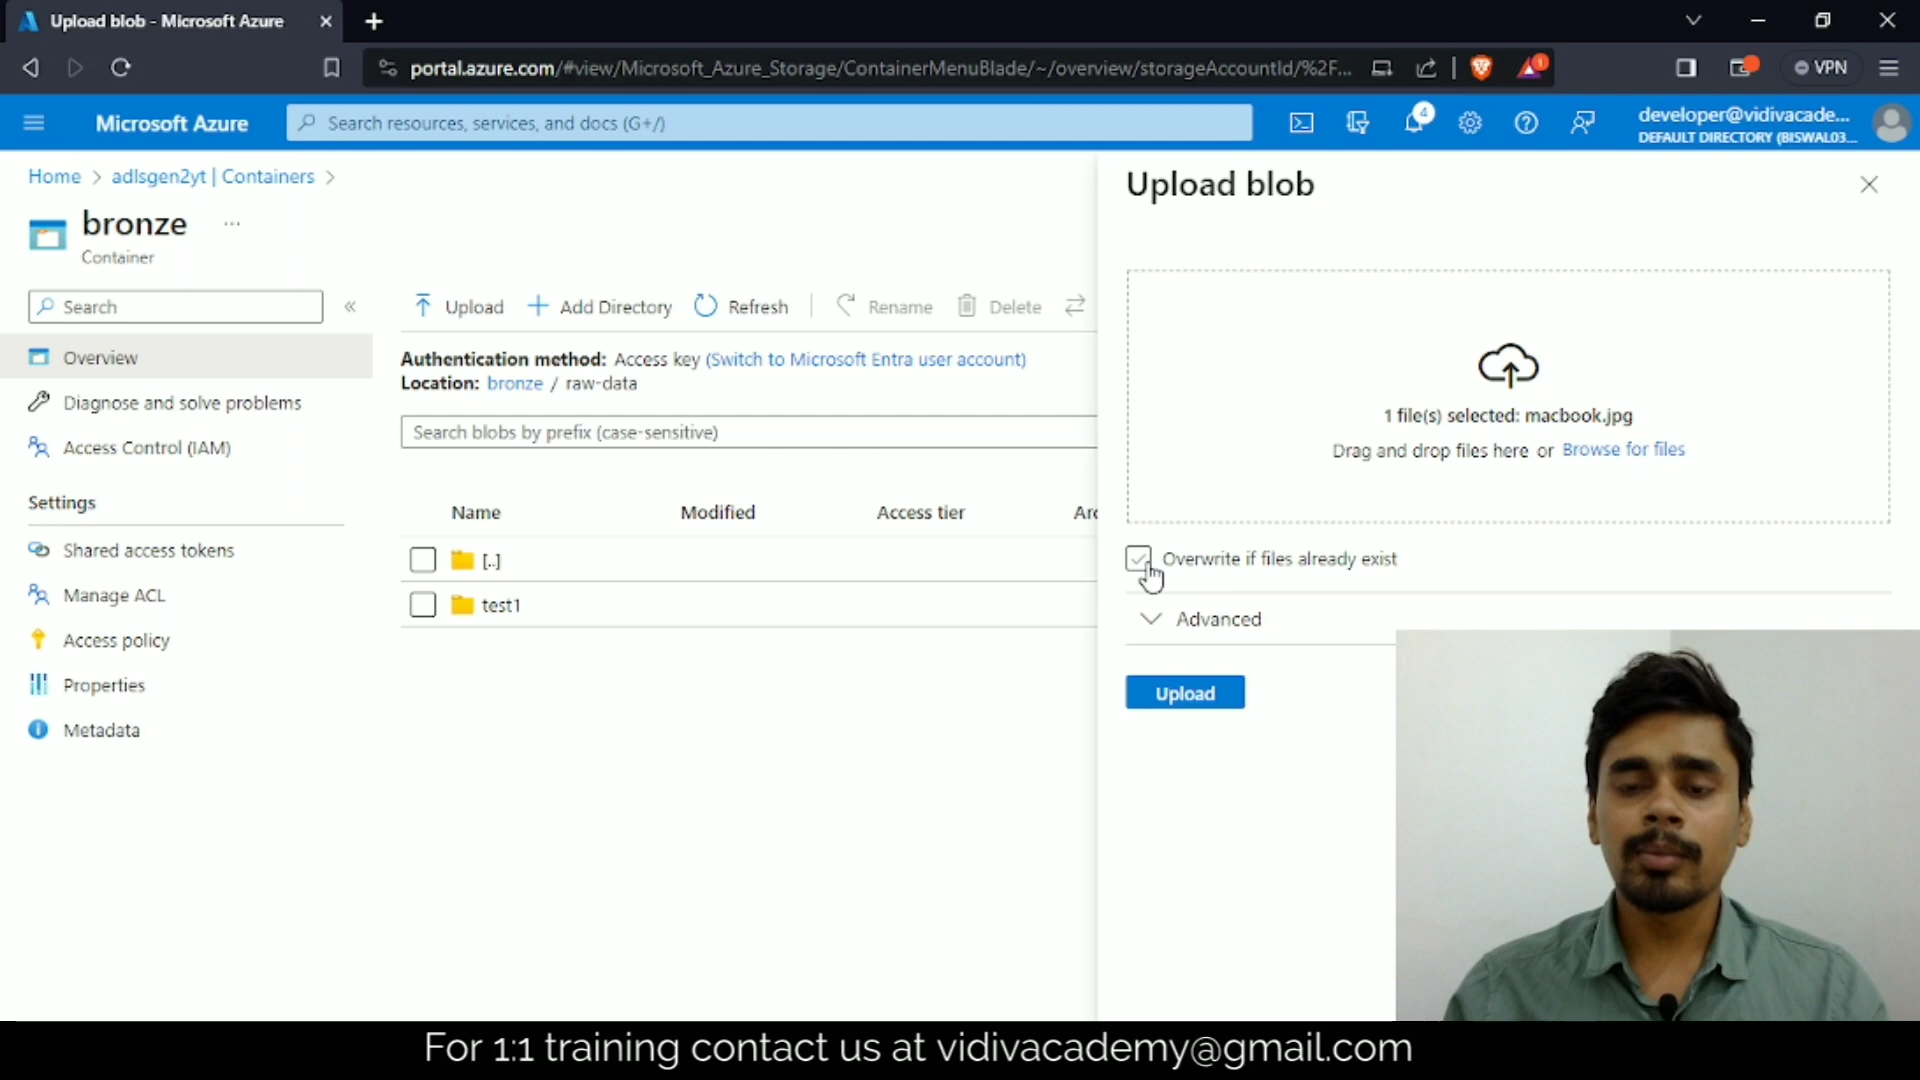 Upload blob - Microsoft Azure
portal.azure.com/#view/Microsoft_Azure_Storage/ContainerMenuBlade/~/overview/storageAccountId/%2F...
1
VPN
Microsoft Azure
Search resources, services, and docs (G+/)
4
developer@vidivacade...
DEFAULT DIRECTORY (BISWAL03...
Home > adlsgen2yt | Containers >
bronze ...
Container
Search
Overview
Diagnose and solve problems
Access Control (IAM)
Settings
Shared access tokens
Manage ACL
Access policy
Properties
Metadata
Upload
Add Directory
Refresh
Rename
Delete
Authentication method: Access key (Switch to Microsoft Entra user account)
Location: bronze / raw-data
Search blobs by prefix (case-sensitive)
Name Modified Access tier Arc
[..]
test1
Upload blob
1 file(s) selected: macbook.jpg
Drag and drop files here or Browse for files
Overwrite if files already exist
Advanced
Upload
For 1:1 training contact us at vidivacademy@gmail.com